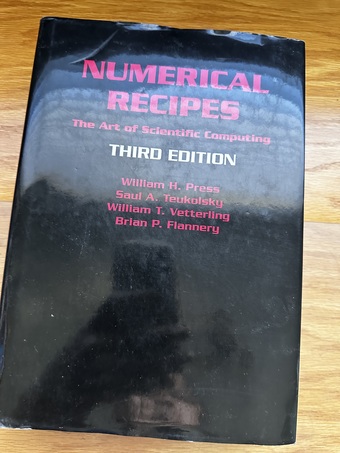 NUMERICAL
RECIPES
The Art of Scientific Computing
THIRD EDITION
William H. Press
Saul A. Teukolsky
William T. Vetterling
Brian P. Flannery